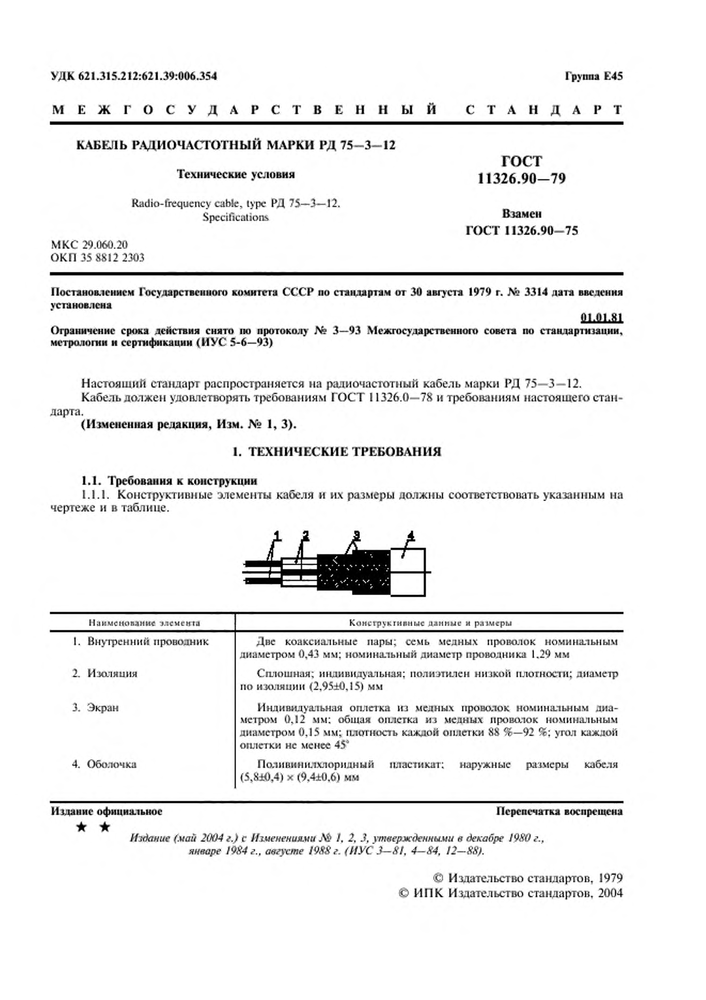 УДК 621.315.212:621.39:006.354
Группа Е45
МЕЖГОСУДАРСТВЕННЫЙ СТАНДАРТ
КАБЕЛЬ РАДИОЧАСТОТНЫЙ МАРКИ РД 75—3—12
Технические условия
Radio-frequency cable, type РД 75—3—12.
Specifications
МКС 29.060.20
ОКП 35 8812 2303
ГОСТ
11326.90—79
Взамен
ГОСТ 11326.90—75
Постановлением Государственного комитета СССР по стандартам от 30 августа 1979 г. № 3314 дата введения
установлена
01.01.81
Ограничение срока действия снято по протоколу № 3—93 Межгосударственного совета по стандартизации,
метрологии и сертификации (ИУС 5-6—93)
Настоящий стандарт распространяется на радиочастотный кабель марки РД 75—3—12.
Кабель должен удовлетворять требованиям ГОСТ 11326.0—78 и требованиям настоящего стан-
дарта.
(Измененная редакция, Изм. № 1, 3).
1. ТЕХНИЧЕСКИЕ ТРЕБОВАНИЯ
1.1. Требования к конструкции
1.1.1. Конструктивные элементы кабеля и их размеры должны соответствовать указанным на
чертеже и в таблице.
1 2 3 4
Наименование элемента
Конструктивные данные и размеры
1. Внутренний проводник
Две коаксиальные пары; семь медных проволок номинальным
диаметром 0,43 мм; номинальный диаметр проводника 1,29 мм
2. Изоляция
Сплошная; индивидуальная; полиэтилен низкой плотности; диаметр
по изоляции (2,95±0,15) мм
3. Экран
Индивидуальная оплетка из медных проволок номинальным диа-
метром 0,12 мм; общая оплетка из медных проволок номинальным
диаметром 0,15 мм; плотность каждой оплетки 88 %—92 %; угол каждой
оплетки не менее 45°
4. Оболочка
Поливинилхлоридный пластикат; наружные размеры кабеля
(5,8±0,4) × (9,4±0,6) мм
Издание официальное
Перепечатка воспрещена
★ ★
Издание (май 2004 г.) с Изменениями № 1, 2, 3, утвержденными в декабре 1980 г.,
январе 1984 г., августе 1988 г. (ИУС 3—81, 4—84, 12—88).
© Издательство стандартов, 1979
© ИПК Издательство стандартов, 2004